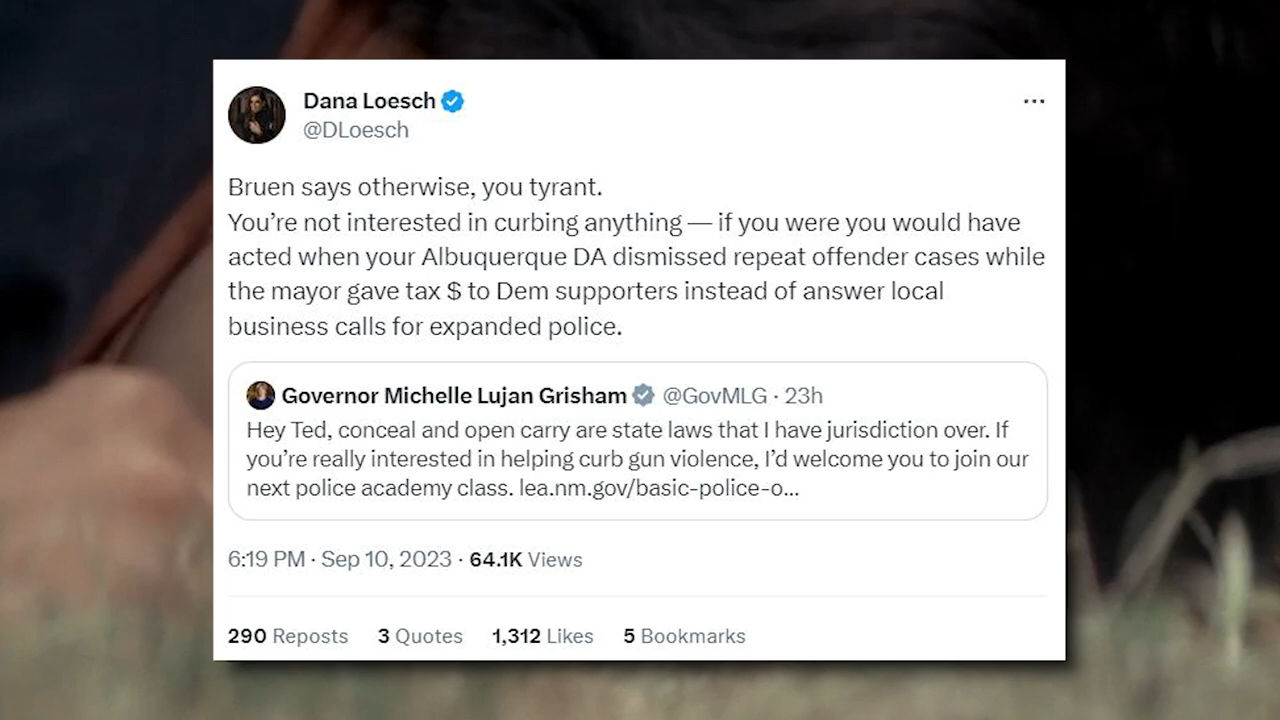 Dana Loesch
@DLoesch
Bruen says otherwise, you tyrant.
You’re not interested in curbing anything — if you were you would have
acted when your Albuquerque DA dismissed repeat offender cases while
the mayor gave tax $ to Dem supporters instead of answer local
business calls for expanded police.
Governor Michelle Lujan Grisham @GovMLG · 23h
Hey Ted, conceal and open carry are state laws that I have jurisdiction over. If
you’re really interested in helping curb gun violence, I’d welcome you to join our
next police academy class. lea.nm.gov/basic-police-o...
6:19 PM · Sep 10, 2023 · 64.1K Views
290 Reposts 3 Quotes 1,312 Likes 5 Bookmarks